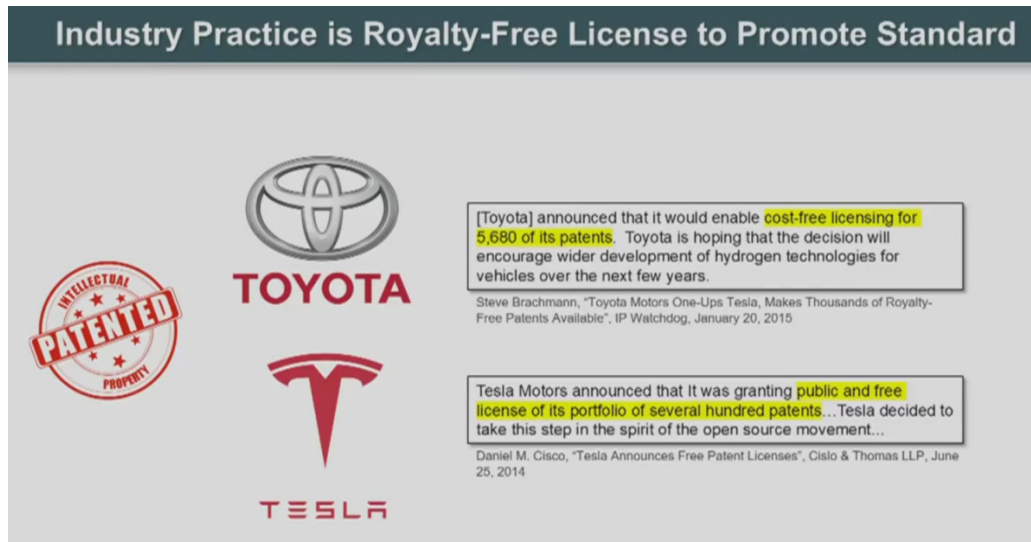 Industry Practice is Royalty-Free License to Promote Standard
INTELLECTUAL
PATENTED
PROPERTY
TOYOTA
[Toyota] announced that it would enable cost-free licensing for
5,680 of its patents. Toyota is hoping that the decision will
encourage wider development of hydrogen technologies for
vehicles over the next few years.
Steve Brachmann, “Toyota Motors One-Ups Tesla, Makes Thousands of Royalty-
Free Patents Available”, IP Watchdog, January 20, 2015
TESLA
Tesla Motors announced that It was granting public and free
license of its portfolio of several hundred patents…Tesla decided to
take this step in the spirit of the open source movement…
Daniel M. Cisco, “Tesla Announces Free Patent Licenses”, Cislo & Thomas LLP, June
25, 2014